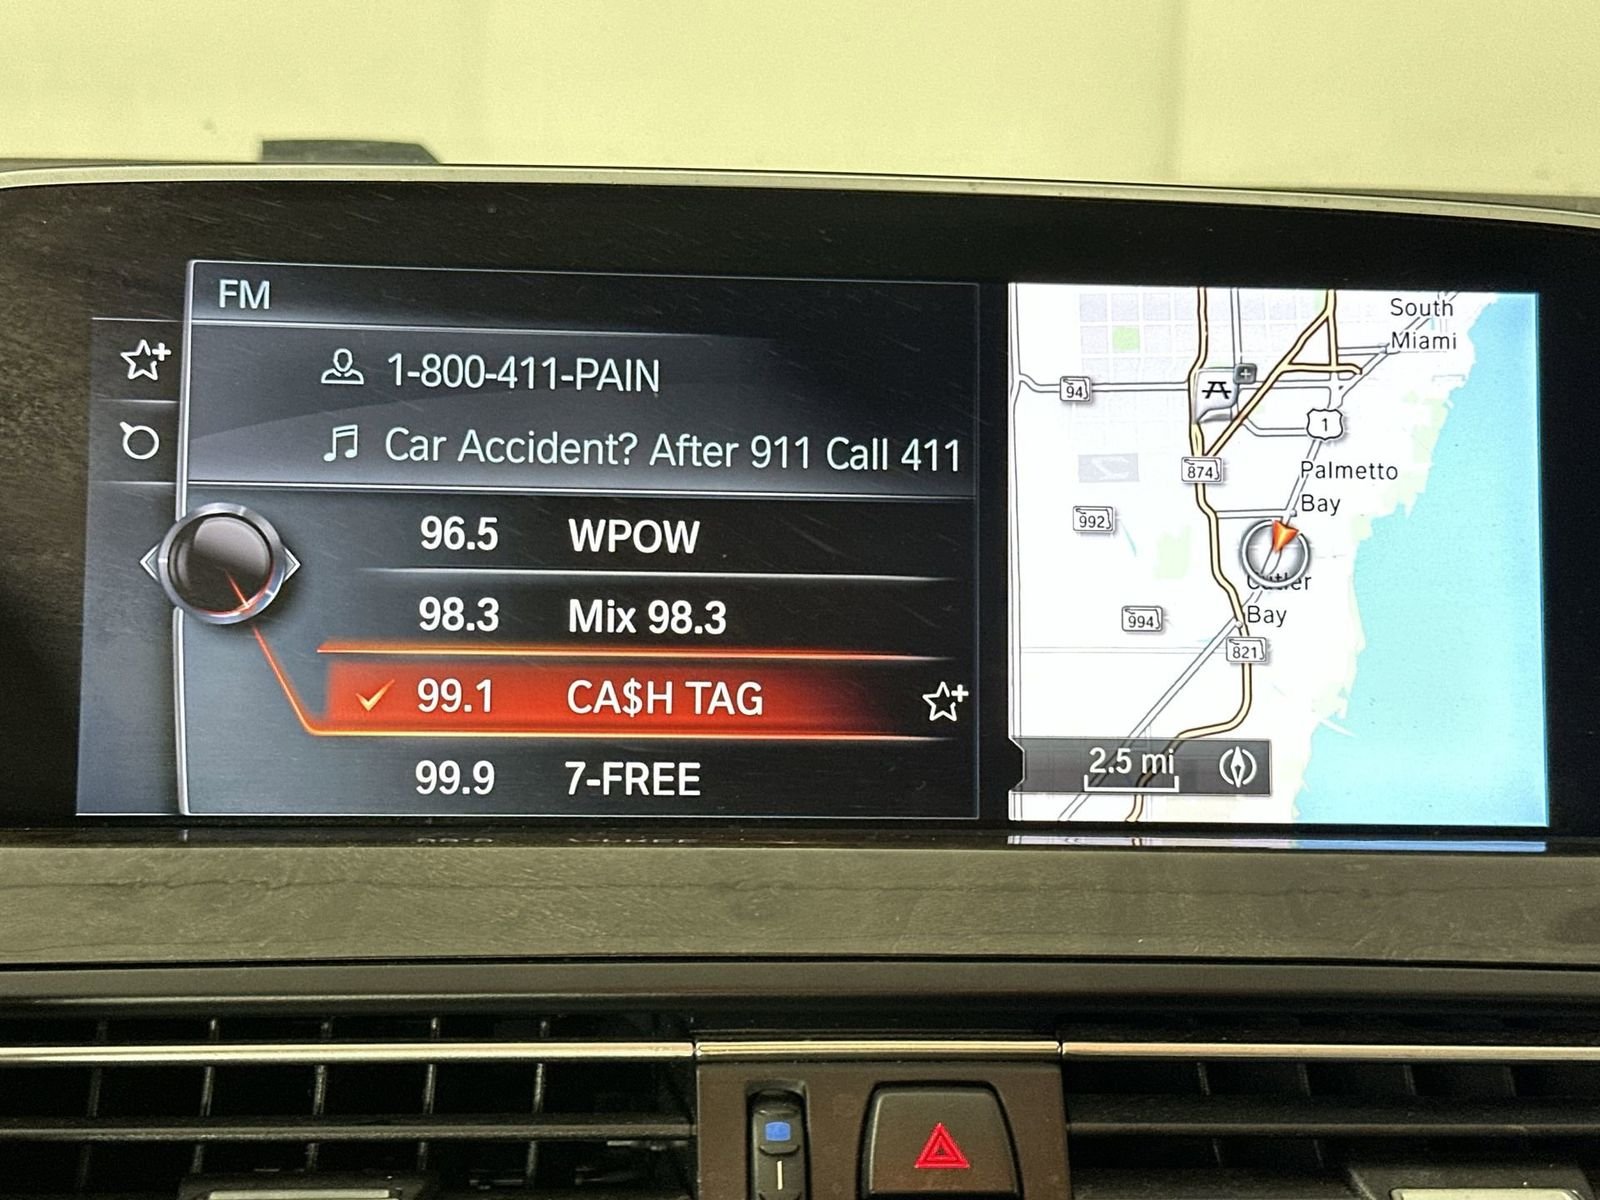 FM
1-800-411-PAIN
Car Accident? After 911 Call 411
96.5 WPOW
98.3 Mix 98.3
99.1 CA$H TAG
99.9 7-FREE
South
Miami
94
1
874
Palmetto
Bay
992
Cutler
Bay
994
821
2.5 mi